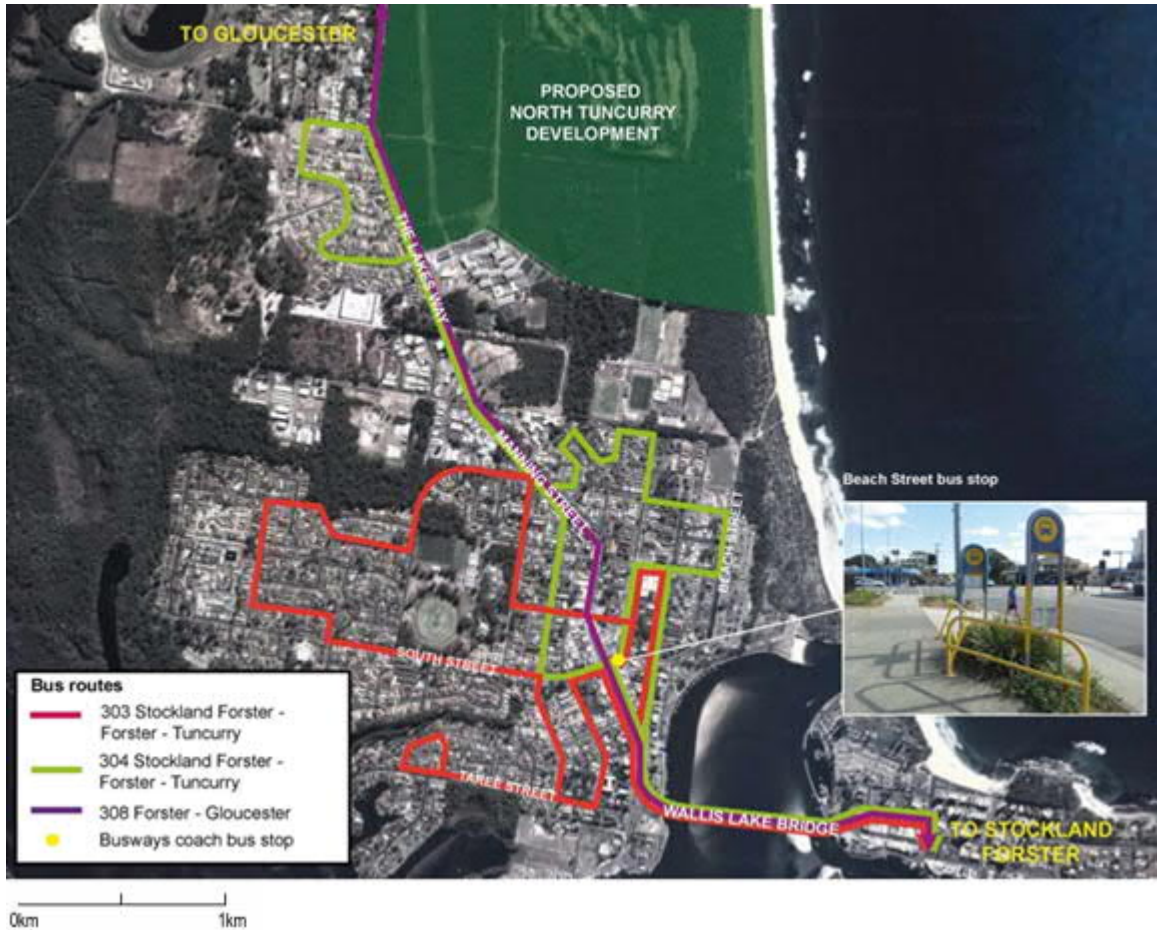 TO GLOUCESTER
PROPOSED
NORTH TUNCURRY
DEVELOPMENT
THE LAKES WAY
MANNING STREET
BEACH STREET
Beach Street bus stop
SOUTH STREET
TAREE STREET
WALLIS LAKE BRIDGE
TO STOCKLAND
FORSTER
Bus routes
303 Stockland Forster -
Forster - Tuncurry
304 Stockland Forster -
Forster - Tuncurry
308 Forster - Gloucester
Busways coach bus stop
0km
1km